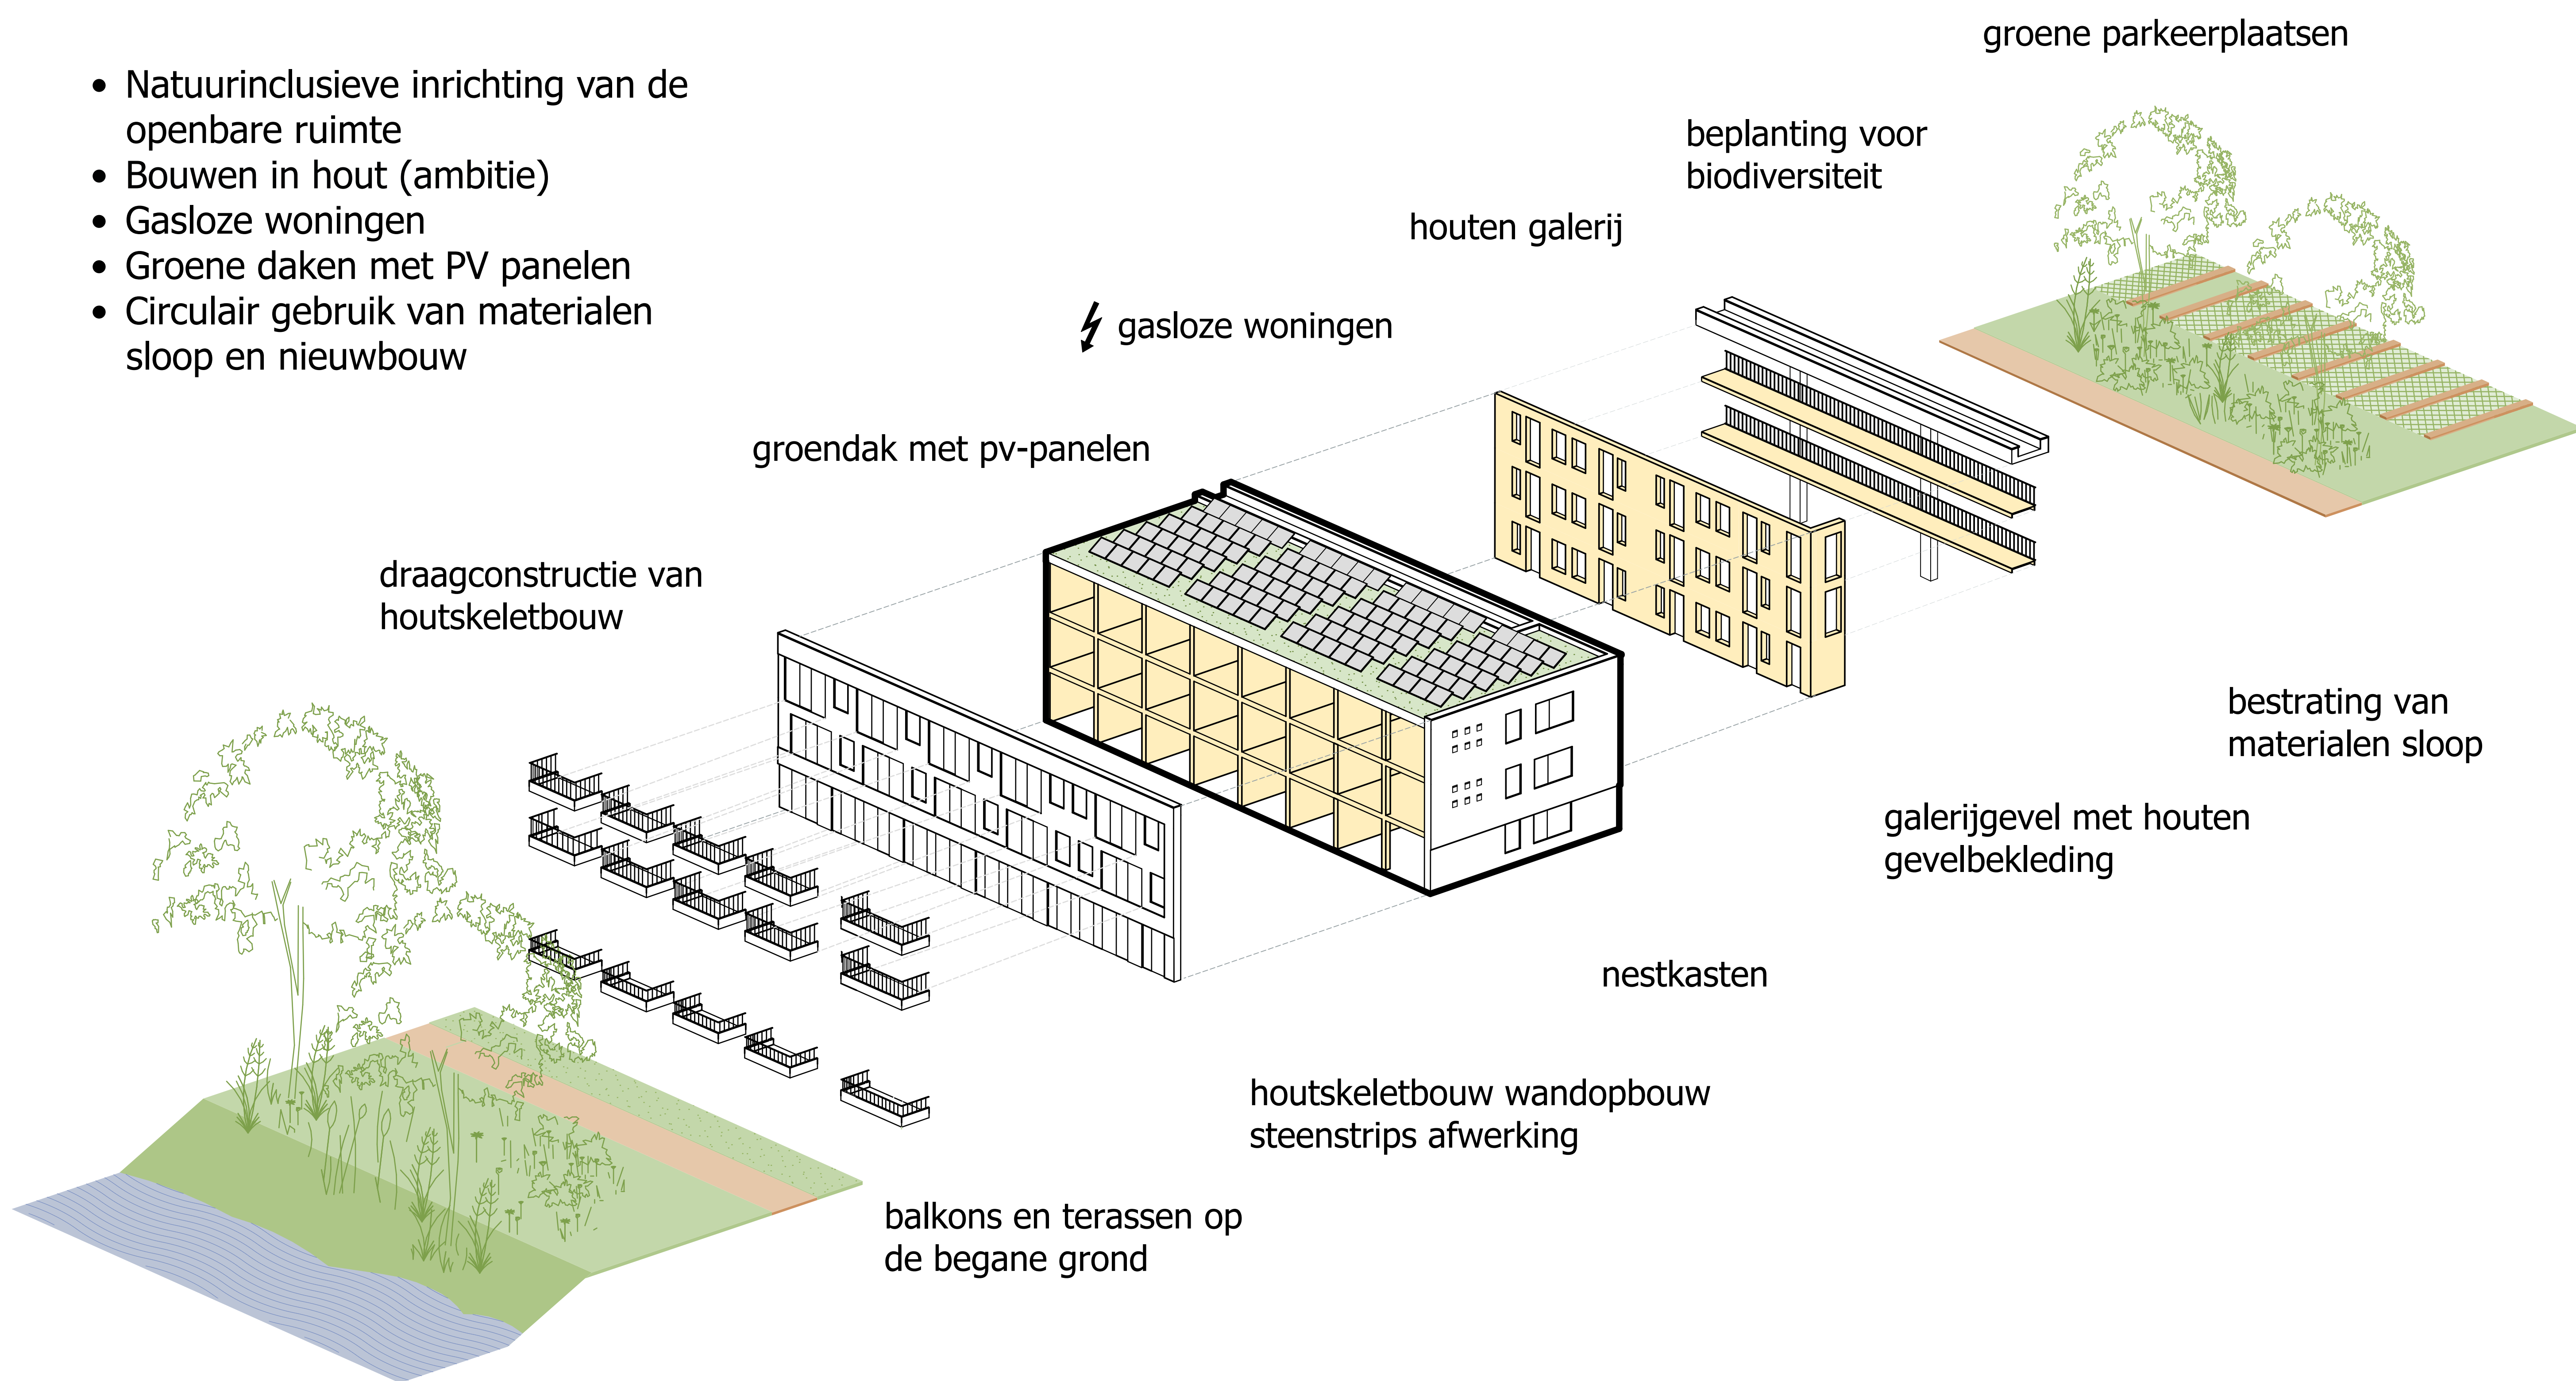 • Natuurinclusieve inrichting van de
openbare ruimte
• Bouwen in hout (ambitie)
• Gasloze woningen
• Groene daken met PV panelen
• Circulair gebruik van materialen
sloop en nieuwbouw
groene parkeerplaatsen
beplanting voor
biodiversiteit
houten galerij
gasloze woningen
groendak met pv-panelen
draagconstructie van
houtskeletbouw
bestrating van
materialen sloop
galerijgevel met houten
gevelbekleding
nestkasten
houtskeletbouw wandopbouw
steenstrips afwerking
balkons en terassen op
de begane grond